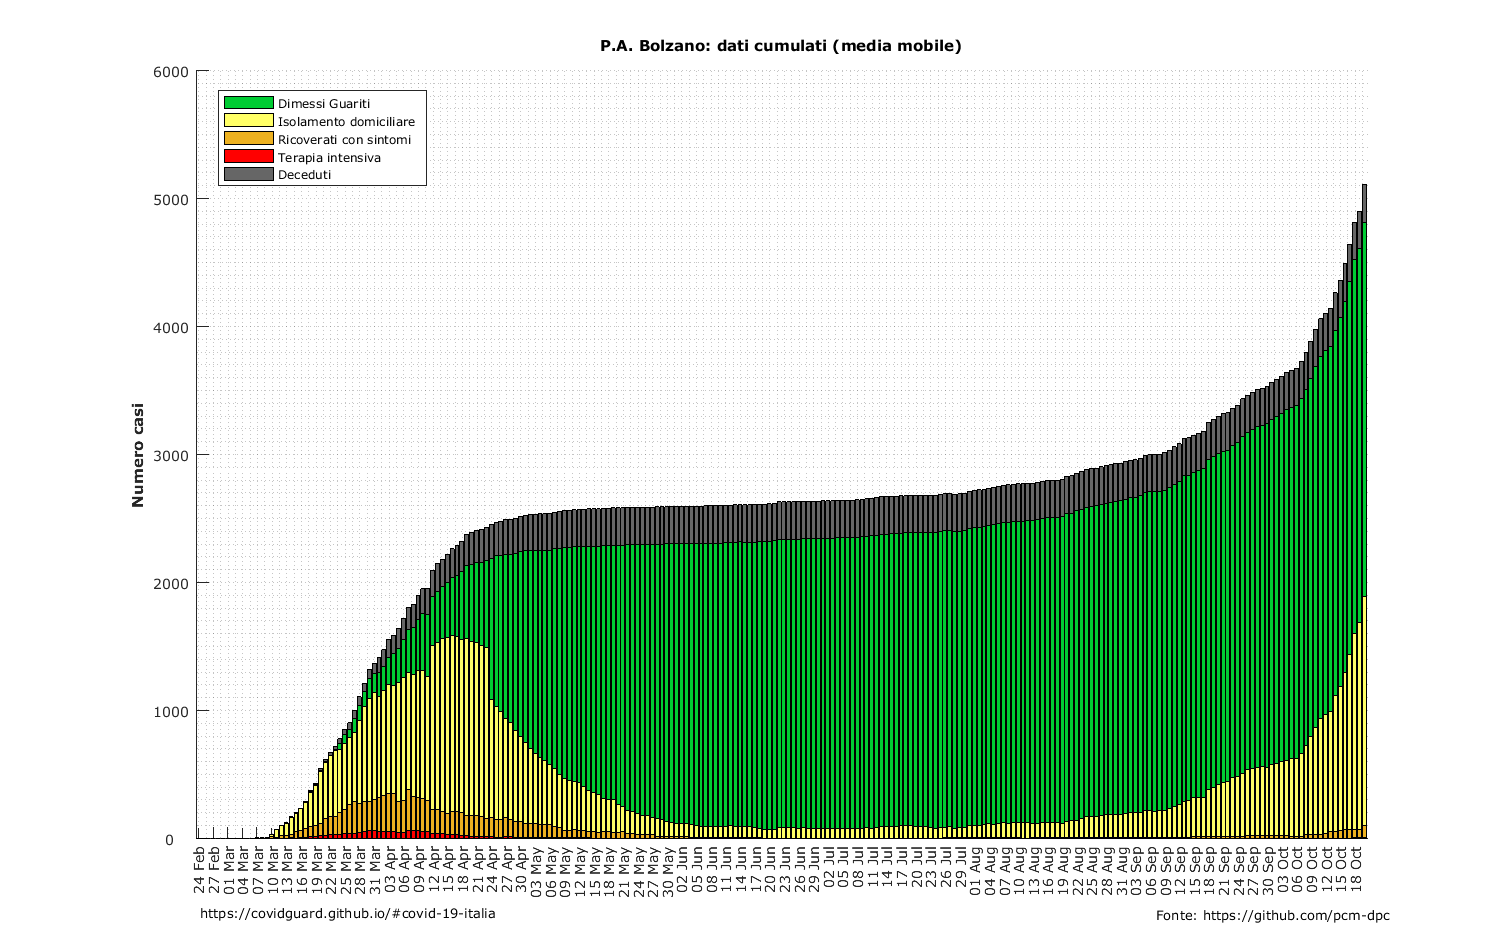 P.A. Bolzano: dati cumulati (media mobile)
6000
5000
4000
3000
2000
1000
0
Numero casi
Dimessi Guariti
Isolamento domiciliare
Ricoverati con sintomi
Terapia intensiva
Deceduti
24 Feb
27 Feb
01 Mar
04 Mar
07 Mar
10 Mar
13 Mar
16 Mar
19 Mar
22 Mar
25 Mar
28 Mar
31 Mar
03 Apr
06 Apr
09 Apr
12 Apr
15 Apr
18 Apr
21 Apr
24 Apr
27 Apr
30 Apr
03 May
06 May
09 May
12 May
15 May
18 May
21 May
24 May
27 May
30 May
02 Jun
05 Jun
08 Jun
11 Jun
14 Jun
17 Jun
20 Jun
23 Jun
26 Jun
29 Jun
02 Jul
05 Jul
08 Jul
11 Jul
14 Jul
17 Jul
20 Jul
23 Jul
26 Jul
29 Jul
01 Aug
04 Aug
07 Aug
10 Aug
13 Aug
16 Aug
19 Aug
22 Aug
25 Aug
28 Aug
31 Aug
03 Sep
06 Sep
09 Sep
12 Sep
15 Sep
18 Sep
21 Sep
24 Sep
27 Sep
30 Sep
03 Oct
06 Oct
09 Oct
12 Oct
15 Oct
18 Oct
https://covidguard.github.io/#covid-19-italia
Fonte: https://github.com/pcm-dpc